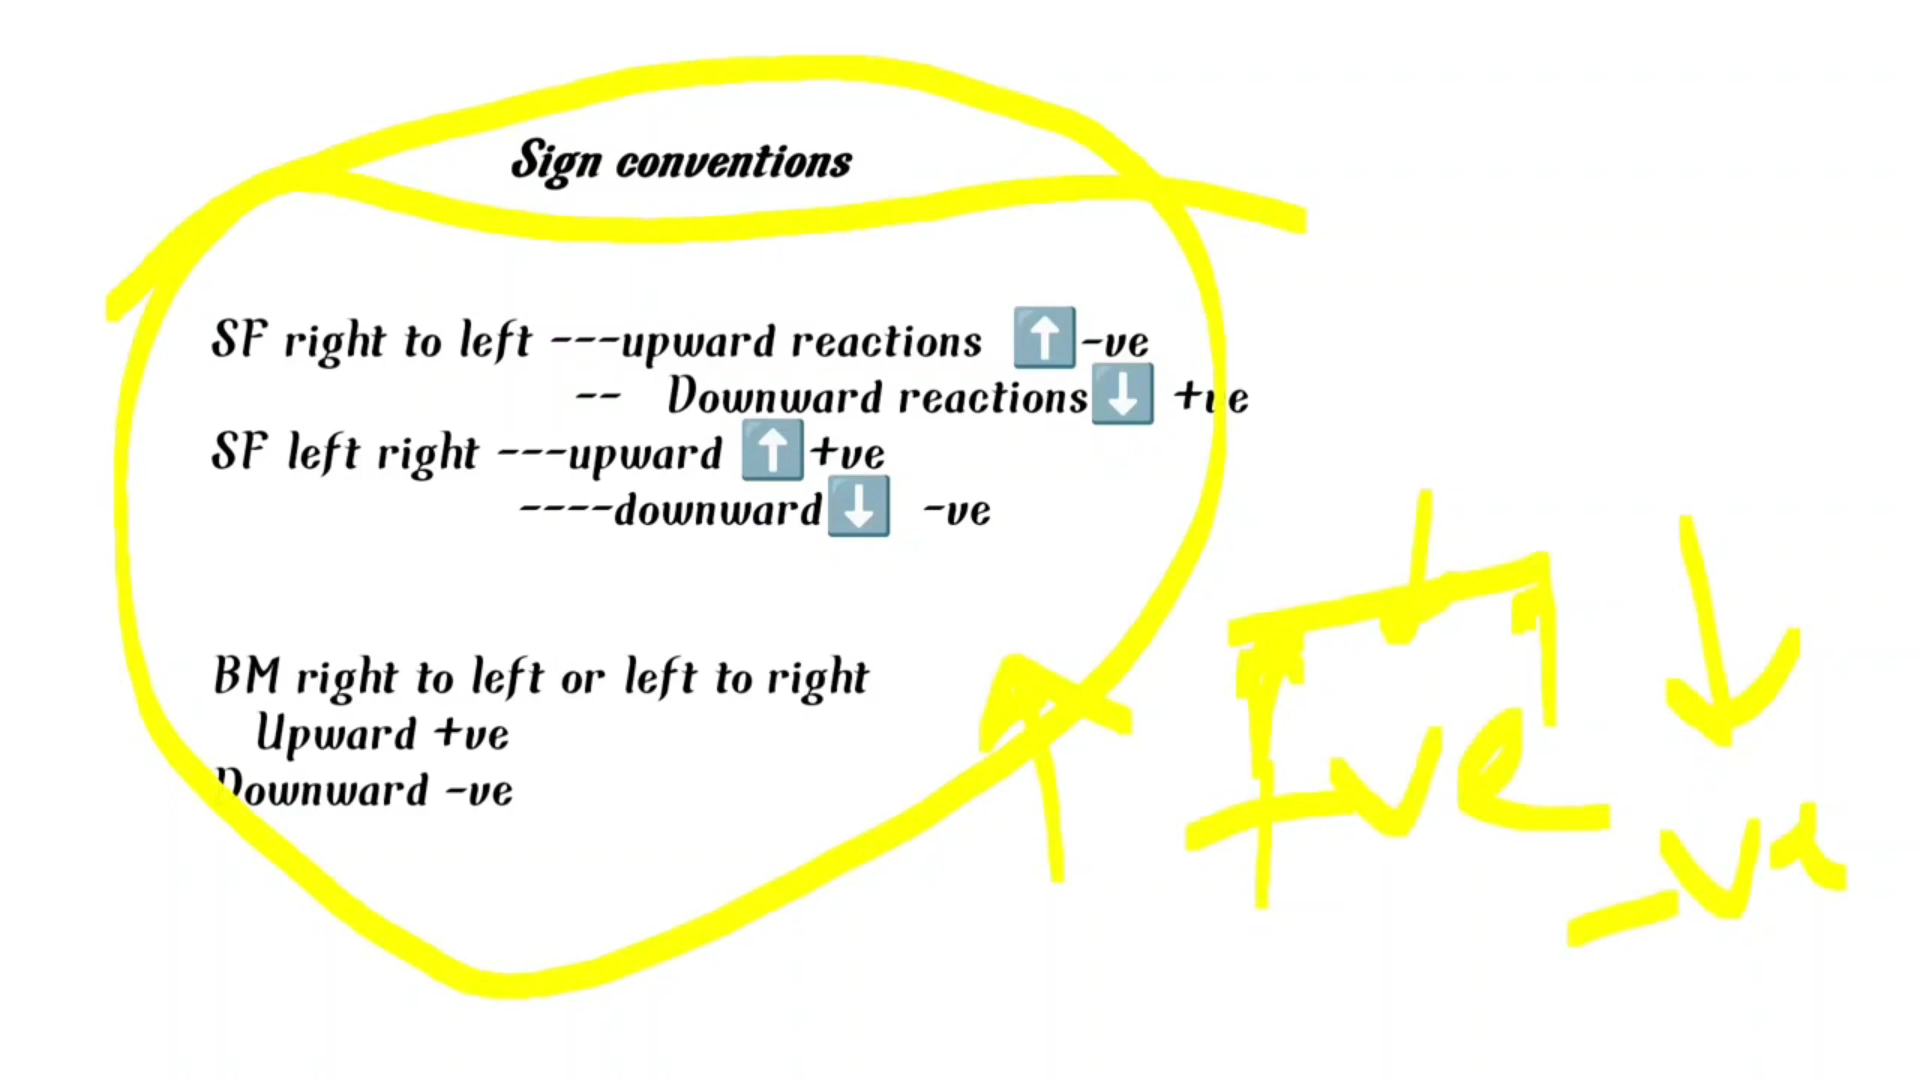 Sign conventions
SF right to left ---upward reactions ⬆️-ve
-- Downward reactions⬇️ +ve
SF left right ---upward ⬆️+ve
----downward⬇️ -ve
BM right to left or left to right
Upward +ve
Downward -ve
+ve
-ve